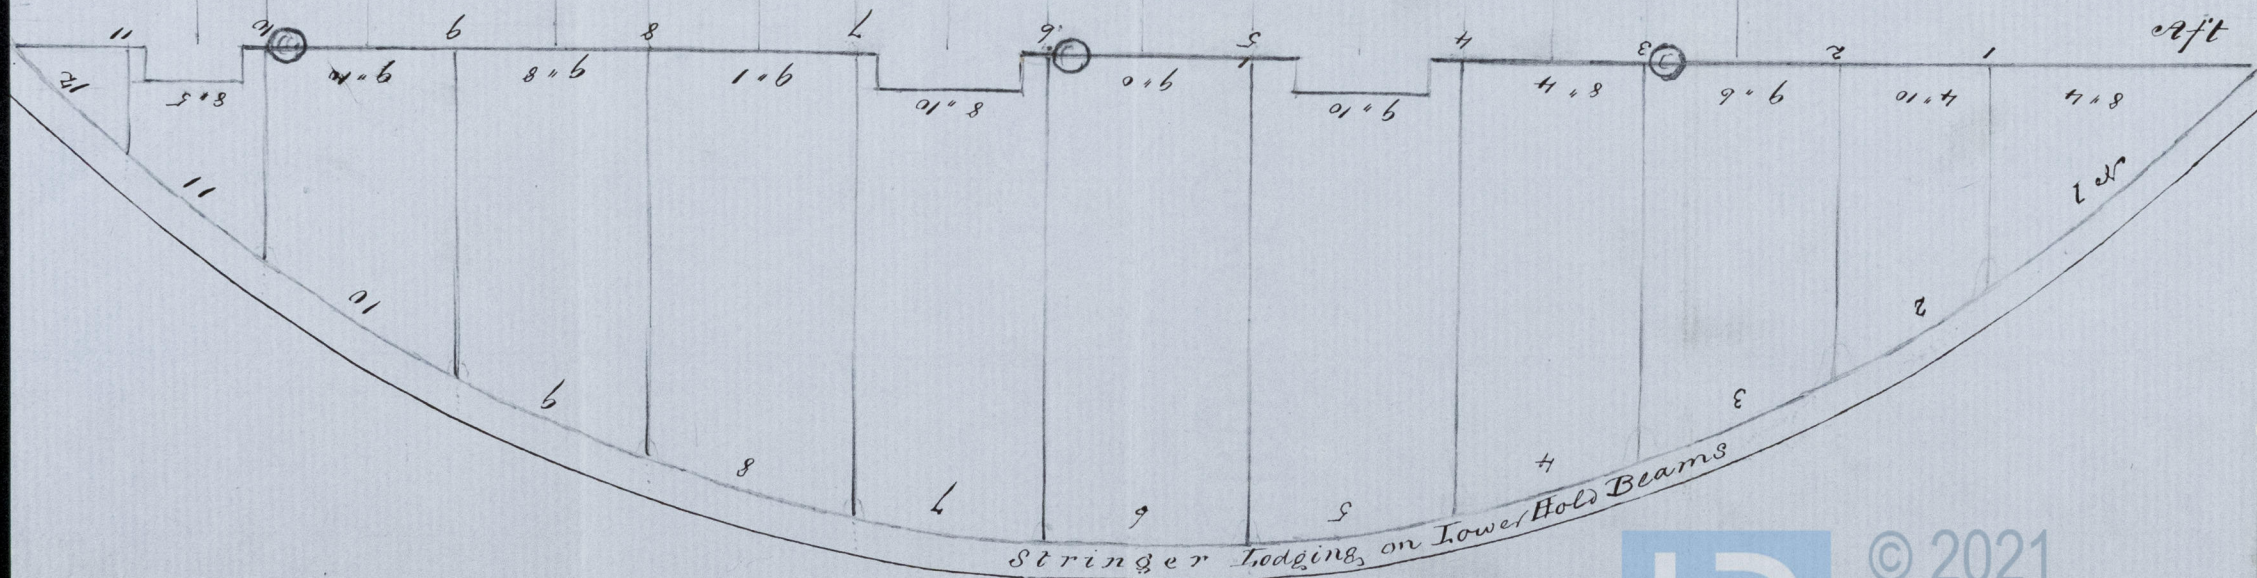 11 10 9 8 7 6 5 4 3 2 1 Aft
8"5 9"8 9"1 8"10 9"0 9"10 8"4 9"6 4"10 8"4
12 11 10 9 8 7 6 5 4 3 2 No 1
Stringer Lodging on Lower Hold Beams
© 2021